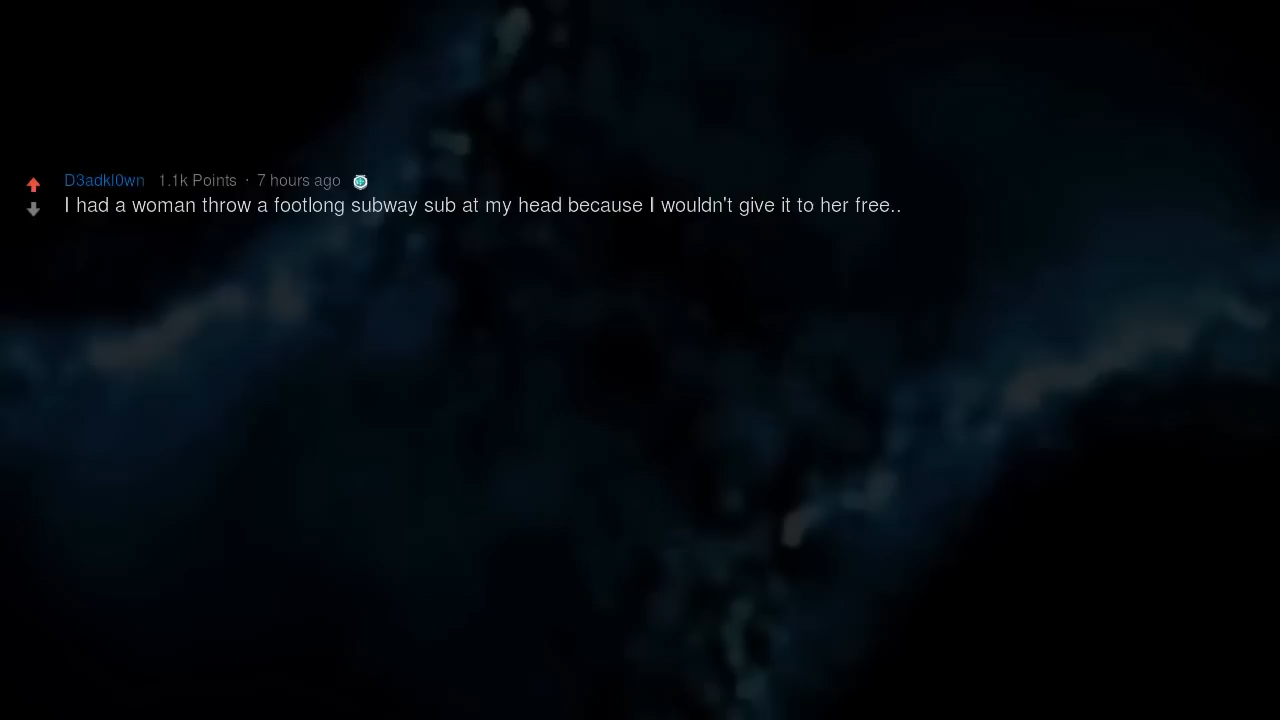 D3adkl0wn 1.1k Points · 7 hours ago
I had a woman throw a footlong subway sub at my head because I wouldn't give it to her free..